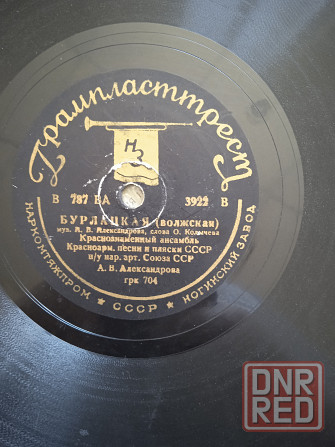 Грампласттрест
НЗ
В 787 ВА 3922 В
БУРЛАЦКАЯ (волжская)
муз. А. В. Александрова, слова О. Колычева
Краснознаменный ансамбль
Красноарм. песни и пляски СССР
п/у нар. арт. Союза ССР
А. В. Александрова
грк 704
НАРКОМТЯЖПРОМ ★ СССР ★ НОГИНСКИЙ ЗАВОД
DNR
RED